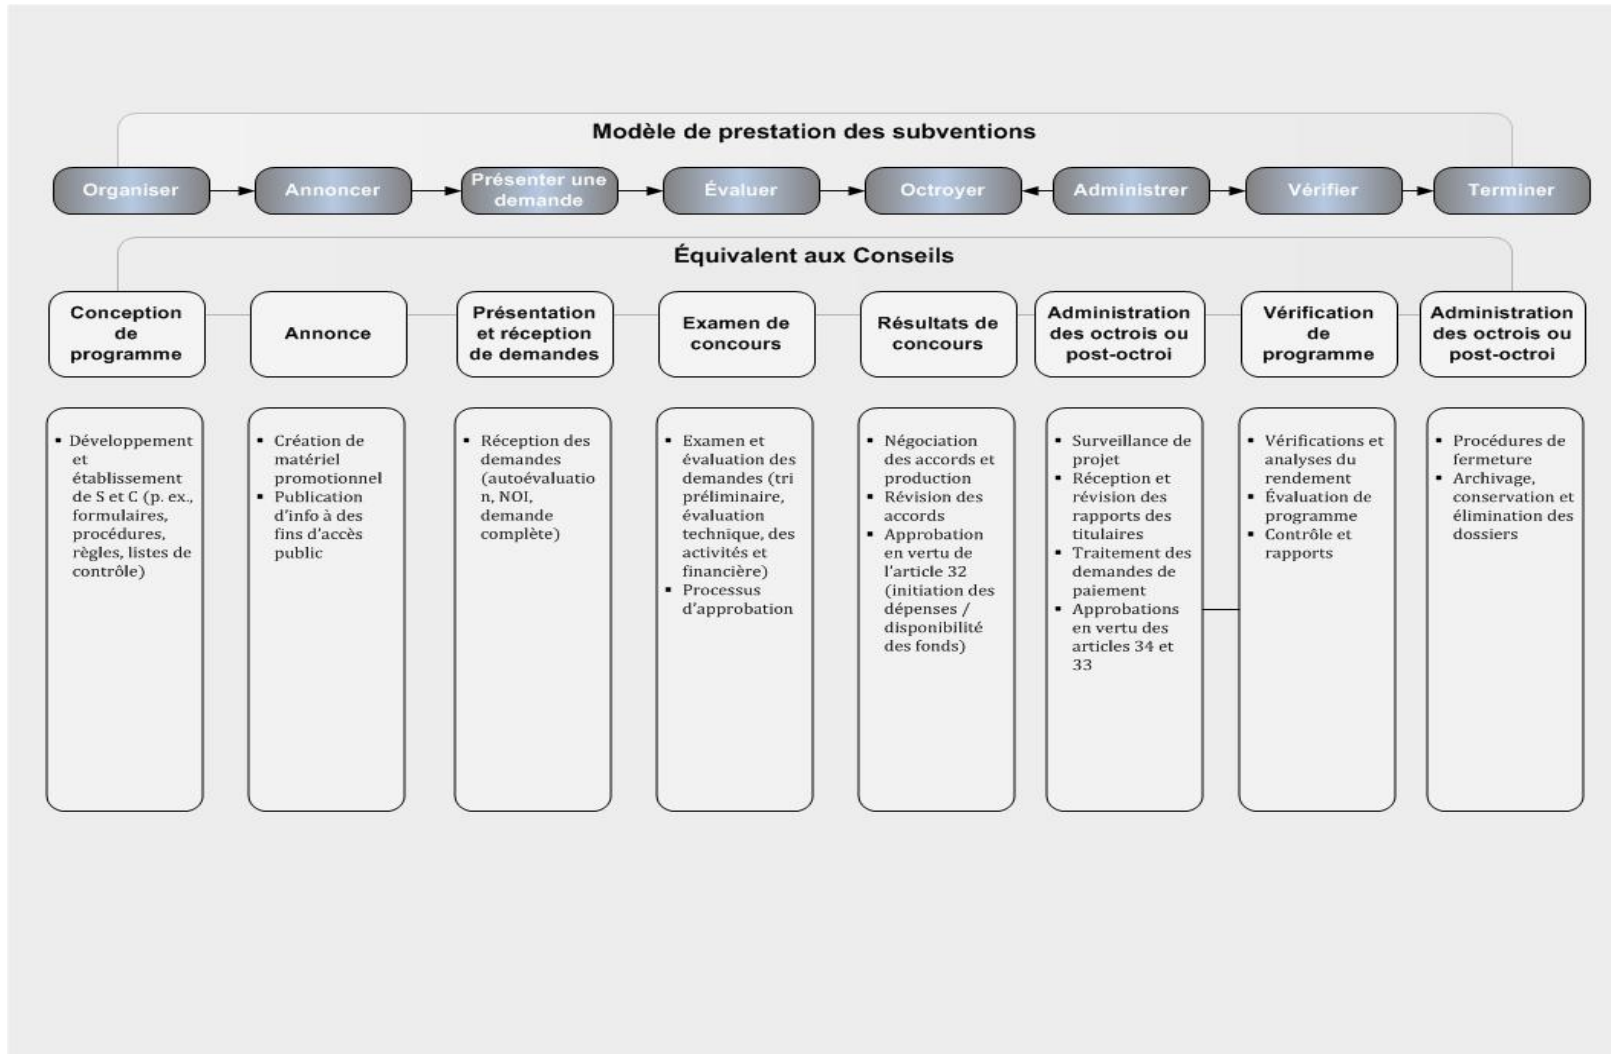 Modèle de prestation des subventions
Organiser
Annoncer
Présenter une
demande
Évaluer
Octroyer
Administrer
Vérifier
Terminer
Équivalent aux Conseils
Conception
de
programme
Annonce
Présentation
et réception
de demandes
Examen de
concours
Résultats de
concours
Administration
des octrois ou
post-octroi
Vérification
de
programme
Administration
des octrois ou
post-octroi
▪ Développement
et
établissement
de S et C (p. ex.,
formulaires,
procédures,
règles, listes de
contrôle)
▪ Création de
matériel
promotionnel
▪ Publication
d'info à des
fins d'accès
public
▪ Réception des
demandes
(autoévaluatio
n, NOI,
demande
complète)
▪ Examen et
évaluation des
demandes (tri
préliminaire,
évaluation
technique, des
activités et
financière)
▪ Processus
d'approbation
▪ Négociation
des accords et
production
▪ Révision des
accords
▪ Approbation
en vertu de
l'article 32
(initiation des
dépenses /
disponibilité
des fonds)
▪ Surveillance de
projet
▪ Réception et
révision des
rapports des
titulaires
▪ Traitement des
demandes de
paiement
▪ Approbations
en vertu des
articles 34 et
33
▪ Vérifications et
analyses du
rendement
▪ Évaluation de
programme
▪ Contrôle et
rapports
▪ Procédures de
fermeture
▪ Archivage,
conservation et
élimination des
dossiers